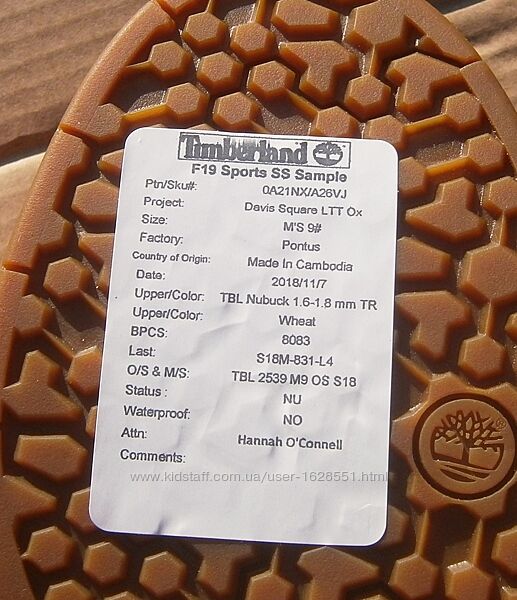 Timberland
F19 Sports SS Sample
Ptn/Sku#: 0A21NX/A26VJ
Project: Davis Square LTT Ox
Size: M'S 9#
Factory: Pontus
Country of Origin: Made In Cambodia
Date: 2018/11/7
Upper/Color: TBL Nubuck 1.6-1.8 mm TR
Upper/Color: Wheat
BPCS: 8083
Last: S18M-831-L4
O/S & M/S: TBL 2539 M9 OS S18
Status : NU
Waterproof: NO
Attn: Hannah O'Connell
Comments:
www.kidstaff.com.ua/user-1628551.html
®